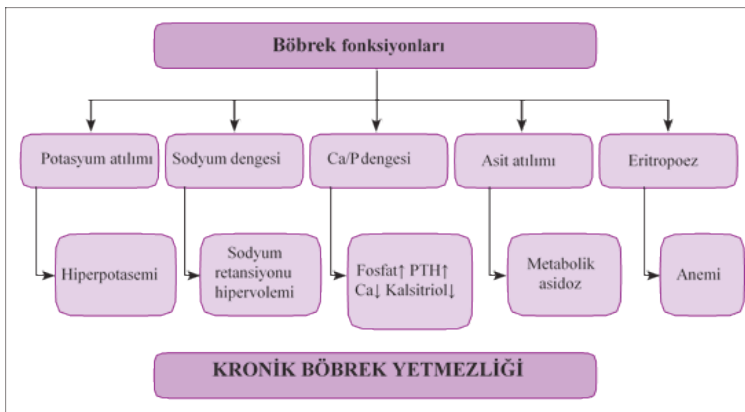 Böbrek fonksiyonları
Potasyum atılımı
Sodyum dengesi
Ca/P dengesi
Asit atılımı
Eritropoez
Hiperpotasemi
Sodyum
retansiyonu
hipervolemi
Fosfat↑ PTH↑
Ca↓ Kalsitriol↓
Metabolik
asidoz
Anemi
KRONİK BÖBREK YETMEZLİĞİ